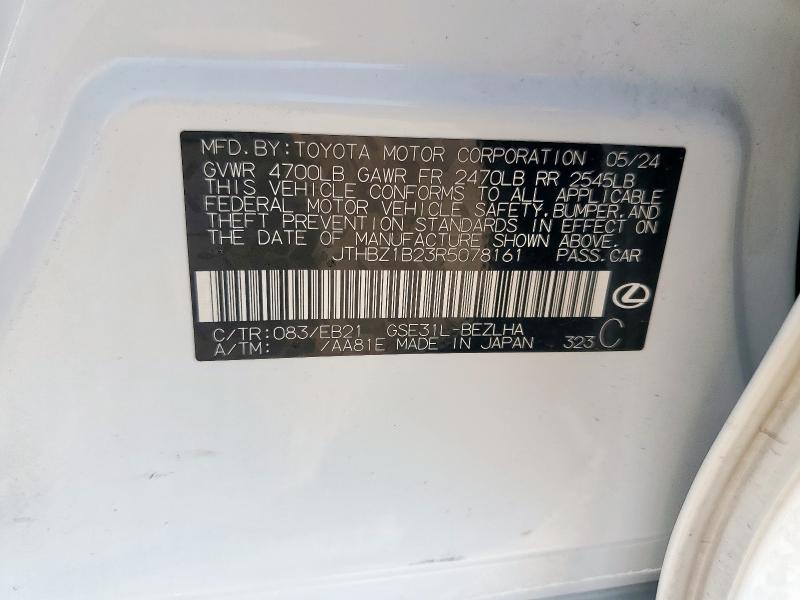 MFD. BY: TOYOTA MOTOR CORPORATION 05/24
GVWR 4700LB GAWR FR 2470LB RR 2545LB
THIS VEHICLE CONFORMS TO ALL APPLICABLE
FEDERAL MOTOR VEHICLE SAFETY, BUMPER, AND
THEFT PREVENTION STANDARDS IN EFFECT ON
THE DATE OF MANUFACTURE SHOWN ABOVE.
JTHBZ1B23R5078161 PASS.CAR
C/TR: 083/EB21 GSE31L-BEZLHA
A/TM: /AA81E MADE IN JAPAN 323 C